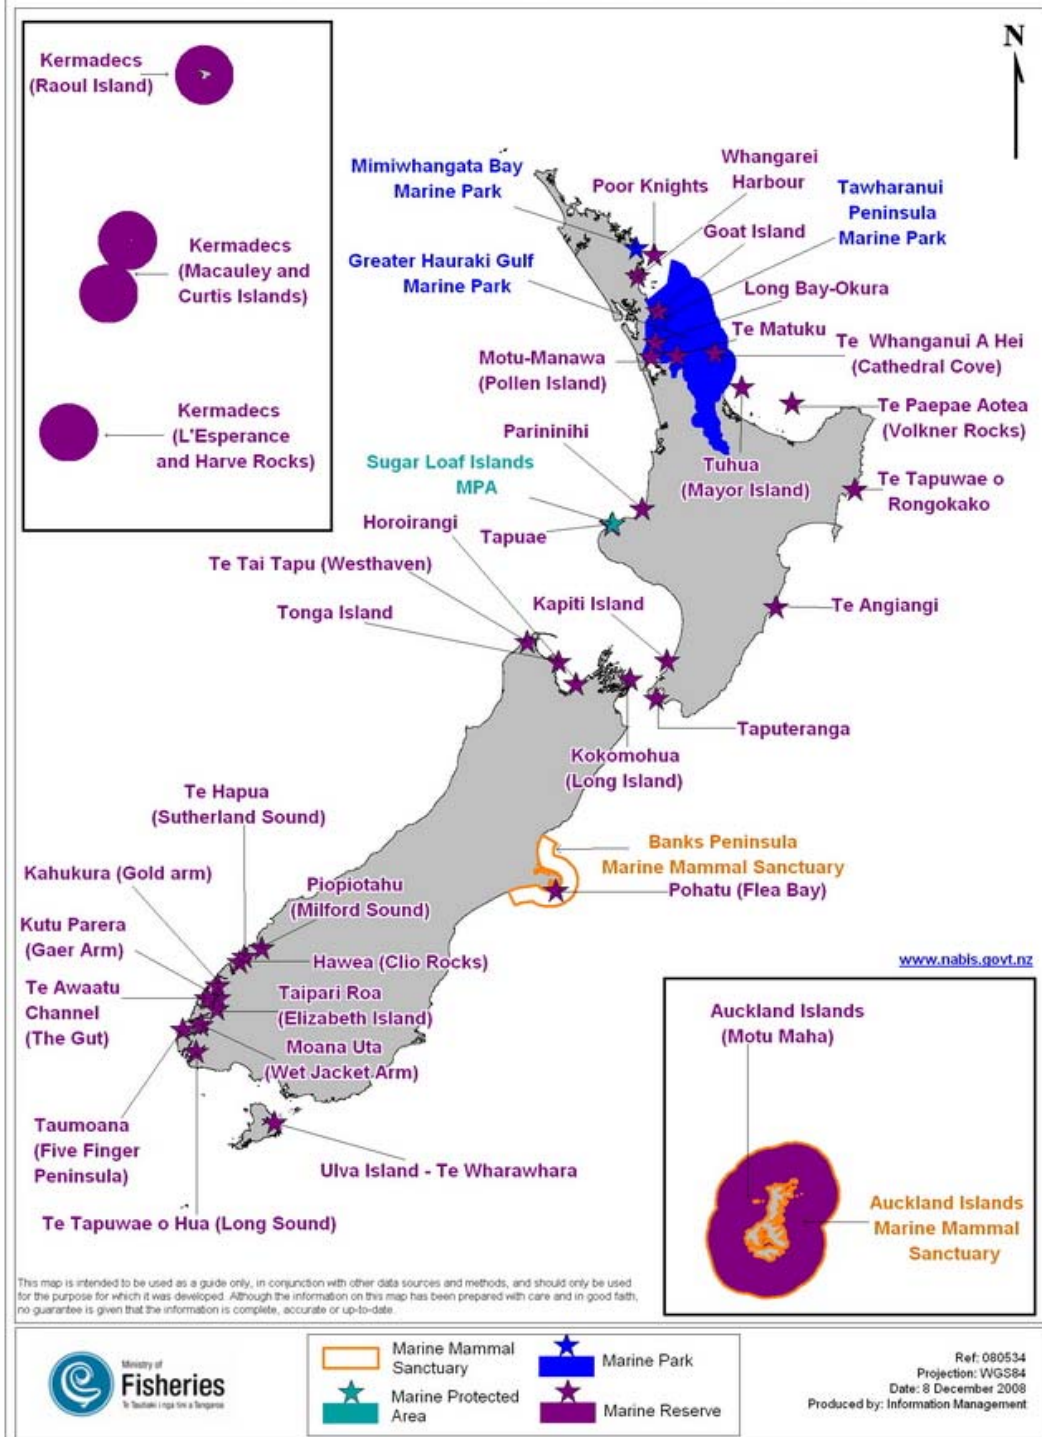 N
Kermadecs
(Raoul Island)
Kermadecs
(Macauley and
Curtis Islands)
Kermadecs
(L'Esperance
and Harve Rocks)
Mimiwhangata Bay
Marine Park
Poor Knights
Whangarei
Harbour
Goat Island
Tawharanui
Peninsula
Marine Park
Greater Hauraki Gulf
Marine Park
Long Bay-Okura
Te Matuku
Te Whanganui A Hei
(Cathedral Cove)
Motu-Manawa
(Pollen Island)
Te Paepae Aotea
(Volkner Rocks)
Parininihi
Tuhua
(Mayor Island)
Sugar Loaf Islands
MPA
Te Tapuwae o
Rongokako
Horoirangi
Tapuae
Te Tai Tapu (Westhaven)
Tonga Island
Kapiti Island
Te Angiangi
Taputeranga
Kokomohua
(Long Island)
Te Hapua
(Sutherland Sound)
Banks Peninsula
Marine Mammal Sanctuary
Pohatu (Flea Bay)
Kahukura (Gold arm)
Piopiotahu
(Milford Sound)
Kutu Parera
(Gaer Arm)
Hawea (Clio Rocks)
Te Awaatu
Channel
(The Gut)
Taipari Roa
(Elizabeth Island)
Moana Uta
(Wet Jacket Arm)
Taumoana
(Five Finger
Peninsula)
Ulva Island - Te Wharawhara
Te Tapuwae o Hua (Long Sound)
www.nabis.govt.nz
Auckland Islands
(Motu Maha)
Auckland Islands
Marine Mammal
Sanctuary
This map is intended to be used as a guide only, in conjunction with other data sources and methods, and should only be used
for the purpose for which it was developed. Although the information on this map has been prepared with care and in good faith,
no guarantee is given that the information is complete, accurate or up-to-date.
Ministry of
Fisheries
Te Tautiaki i nga tini a Tangaroa
Marine Mammal
Sanctuary
Marine Park
Marine Protected
Area
Marine Reserve
Ref: 080534
Projection: WGS84
Date: 8 December 2008
Produced by: Information Management